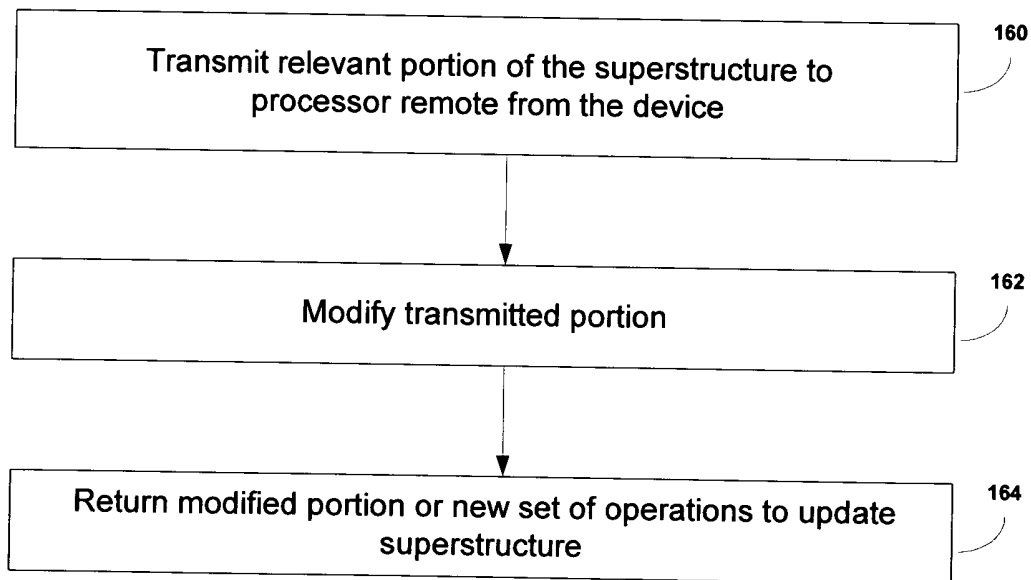 160
Transmit relevant portion of the superstructure to
processor remote from the device
162
Modify transmitted portion
164
Return modified portion or new set of operations to update
superstructure